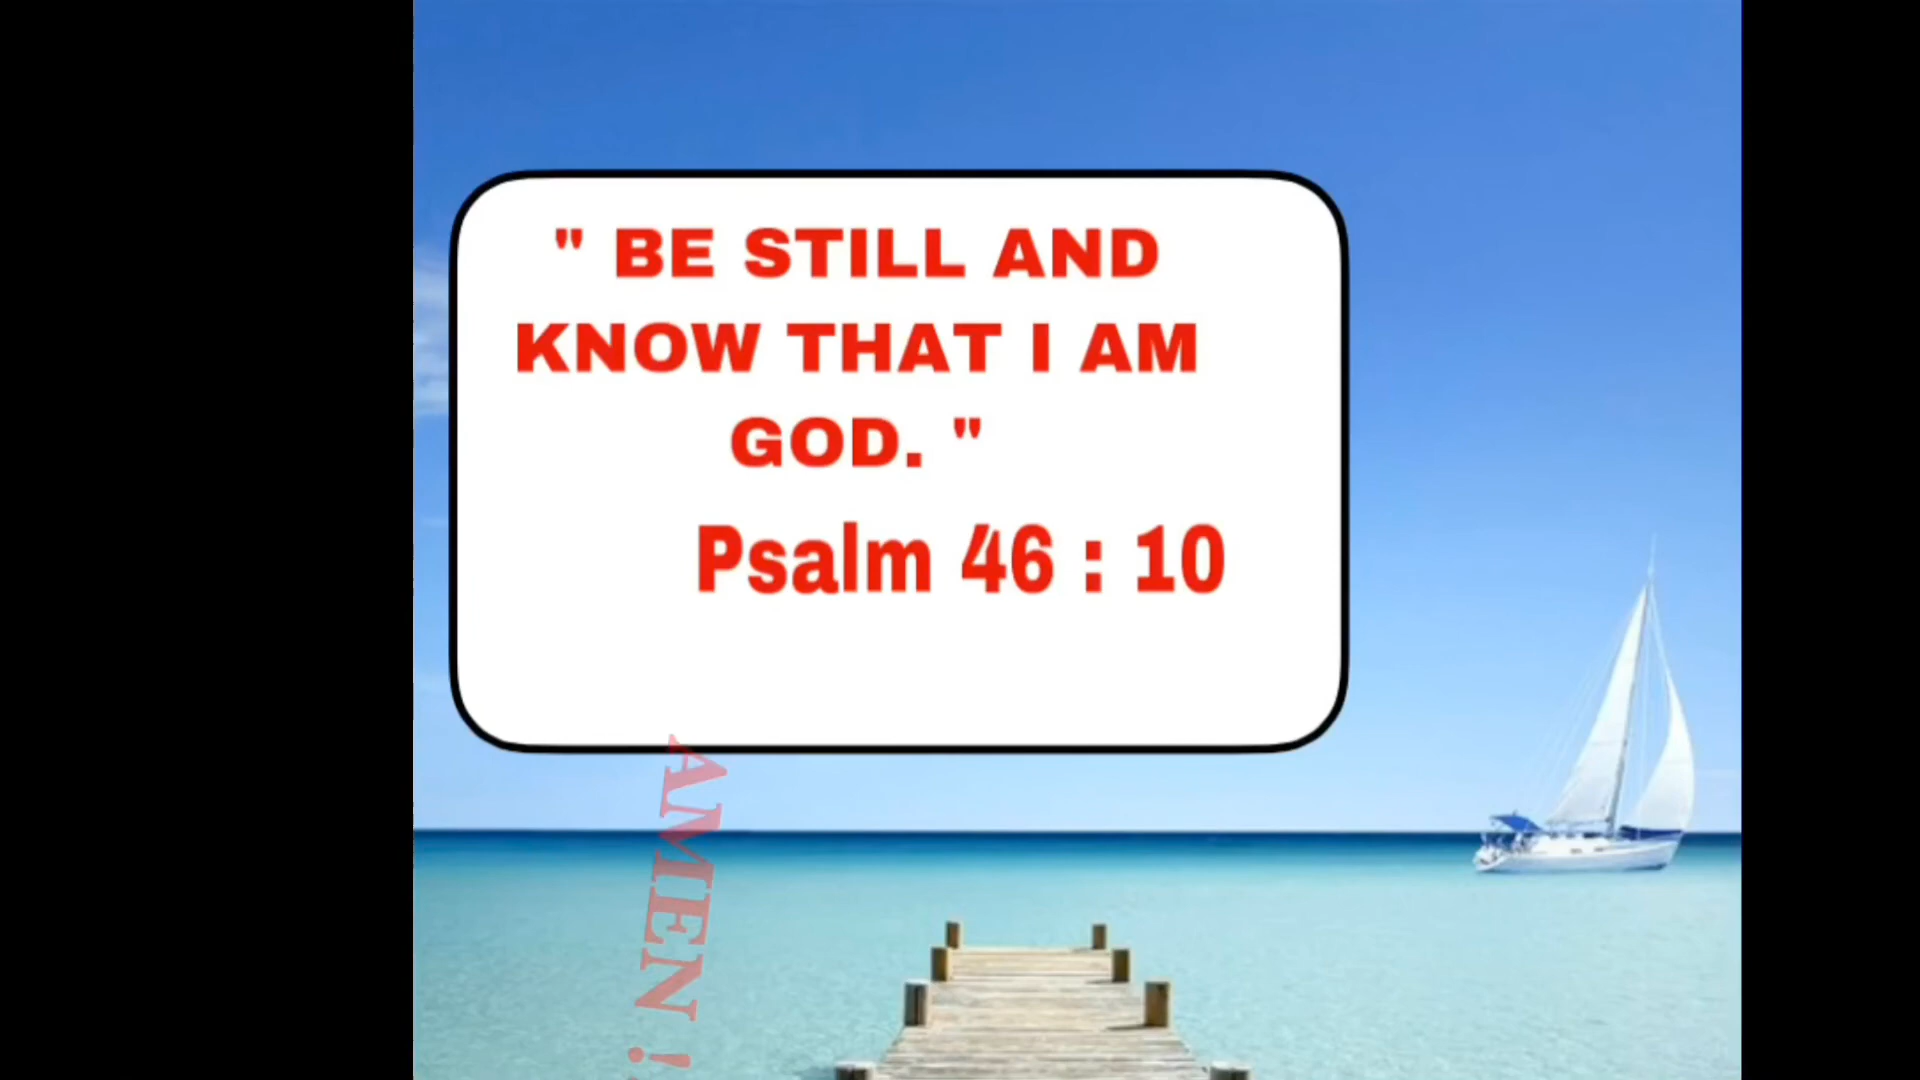 " BE STILL AND
KNOW THAT I AM
GOD. "
Psalm 46 : 10
AMEN !